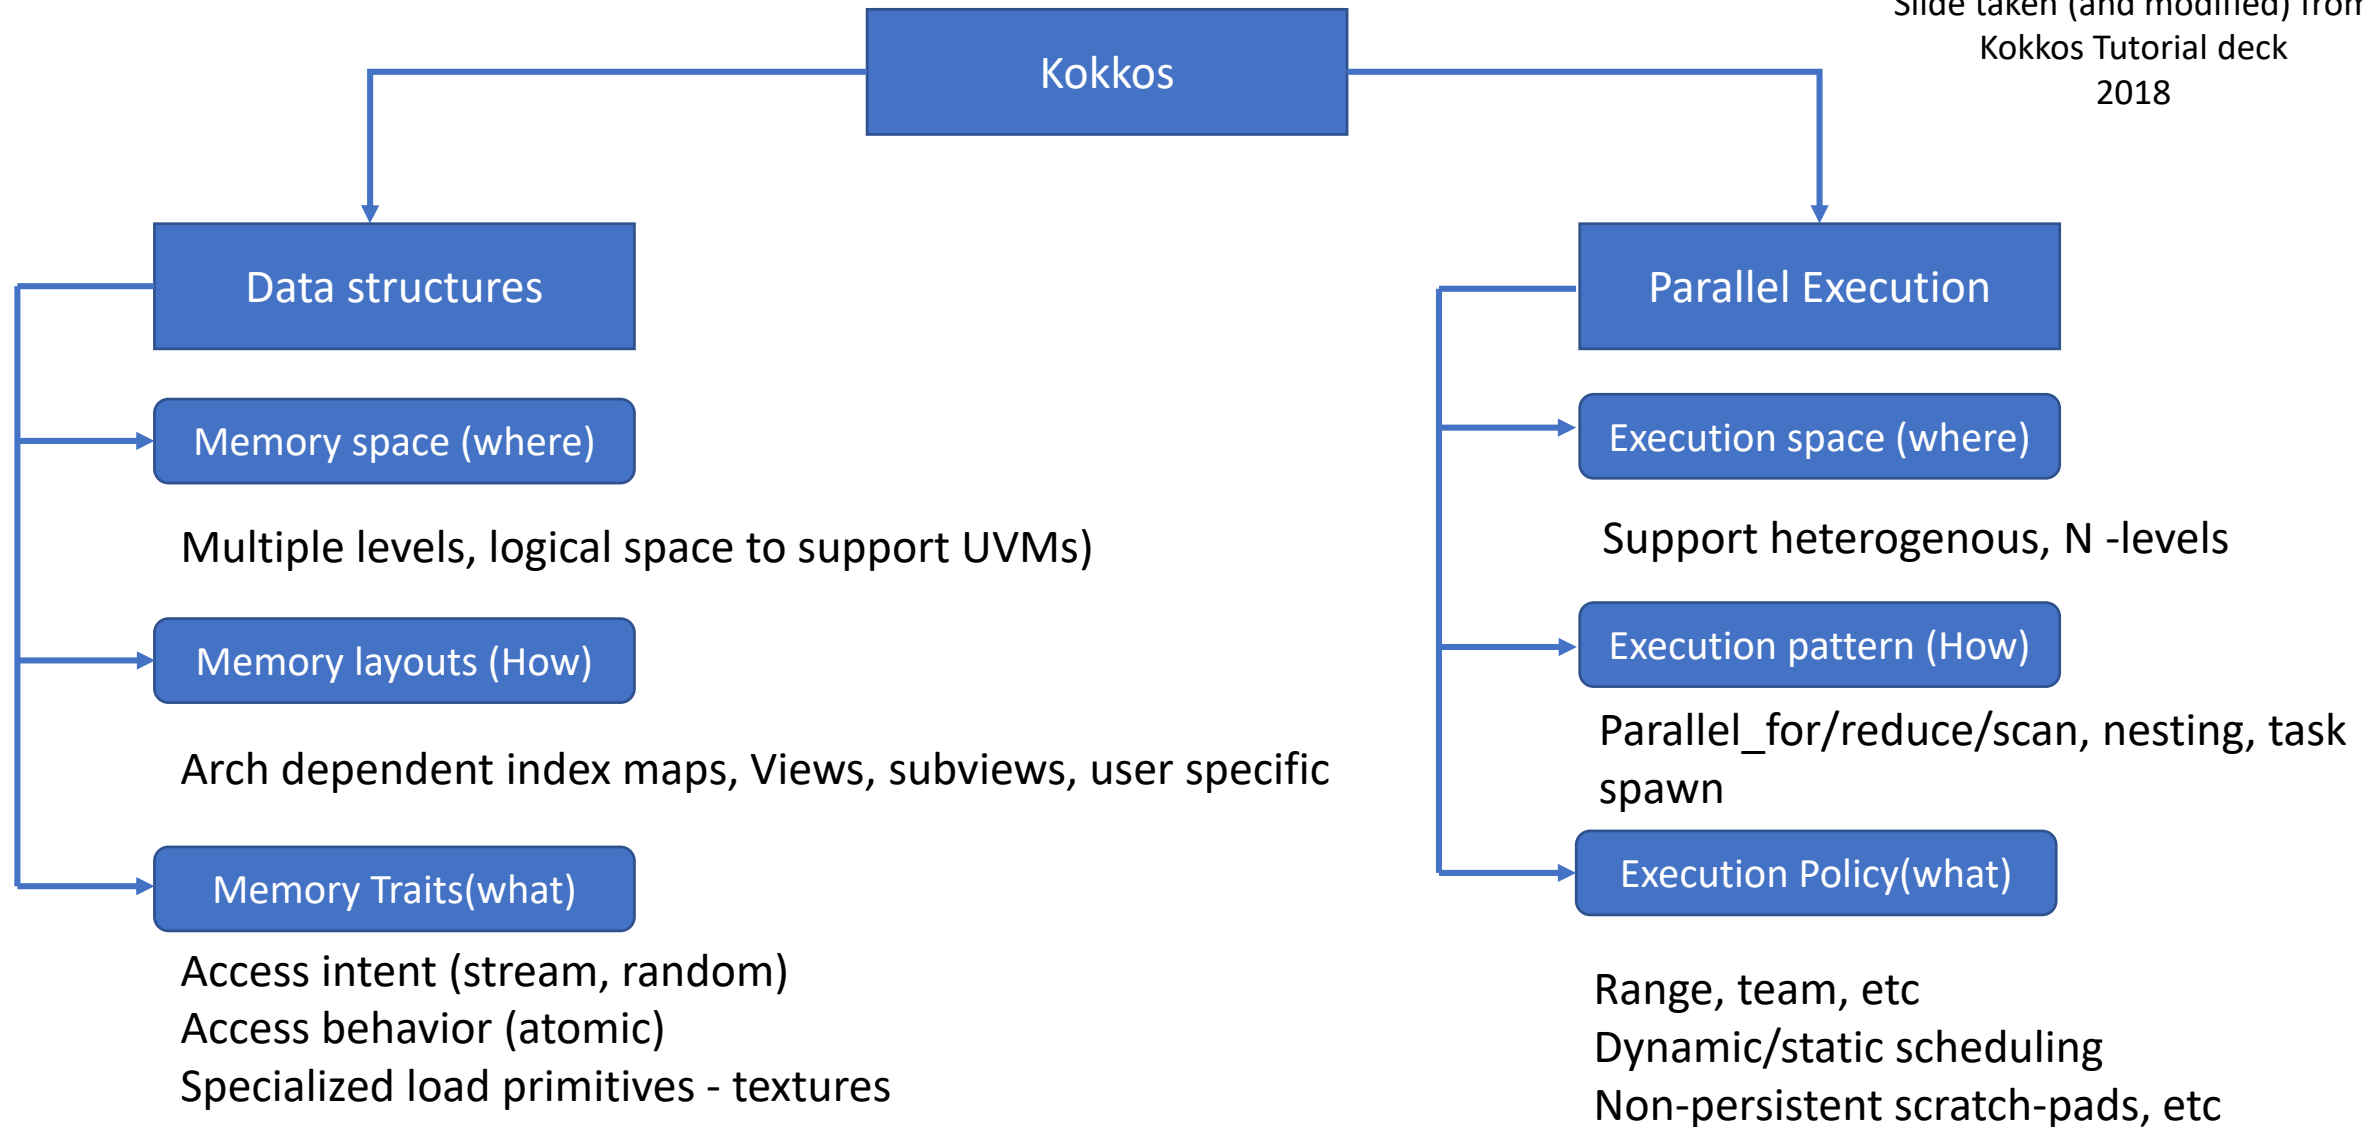 Slide taken (and modified) from
Kokkos Tutorial deck
2018
Kokkos
Data structures
Memory space (where)
Multiple levels, logical space to support UVMs)
Memory layouts (How)
Arch dependent index maps, Views, subviews, user specific
Memory Traits(what)
Access intent (stream, random)
Access behavior (atomic)
Specialized load primitives - textures
Parallel Execution
Execution space (where)
Support heterogenous, N -levels
Execution pattern (How)
Parallel_for/reduce/scan, nesting, task
spawn
Execution Policy(what)
Range, team, etc
Dynamic/static scheduling
Non-persistent scratch-pads, etc